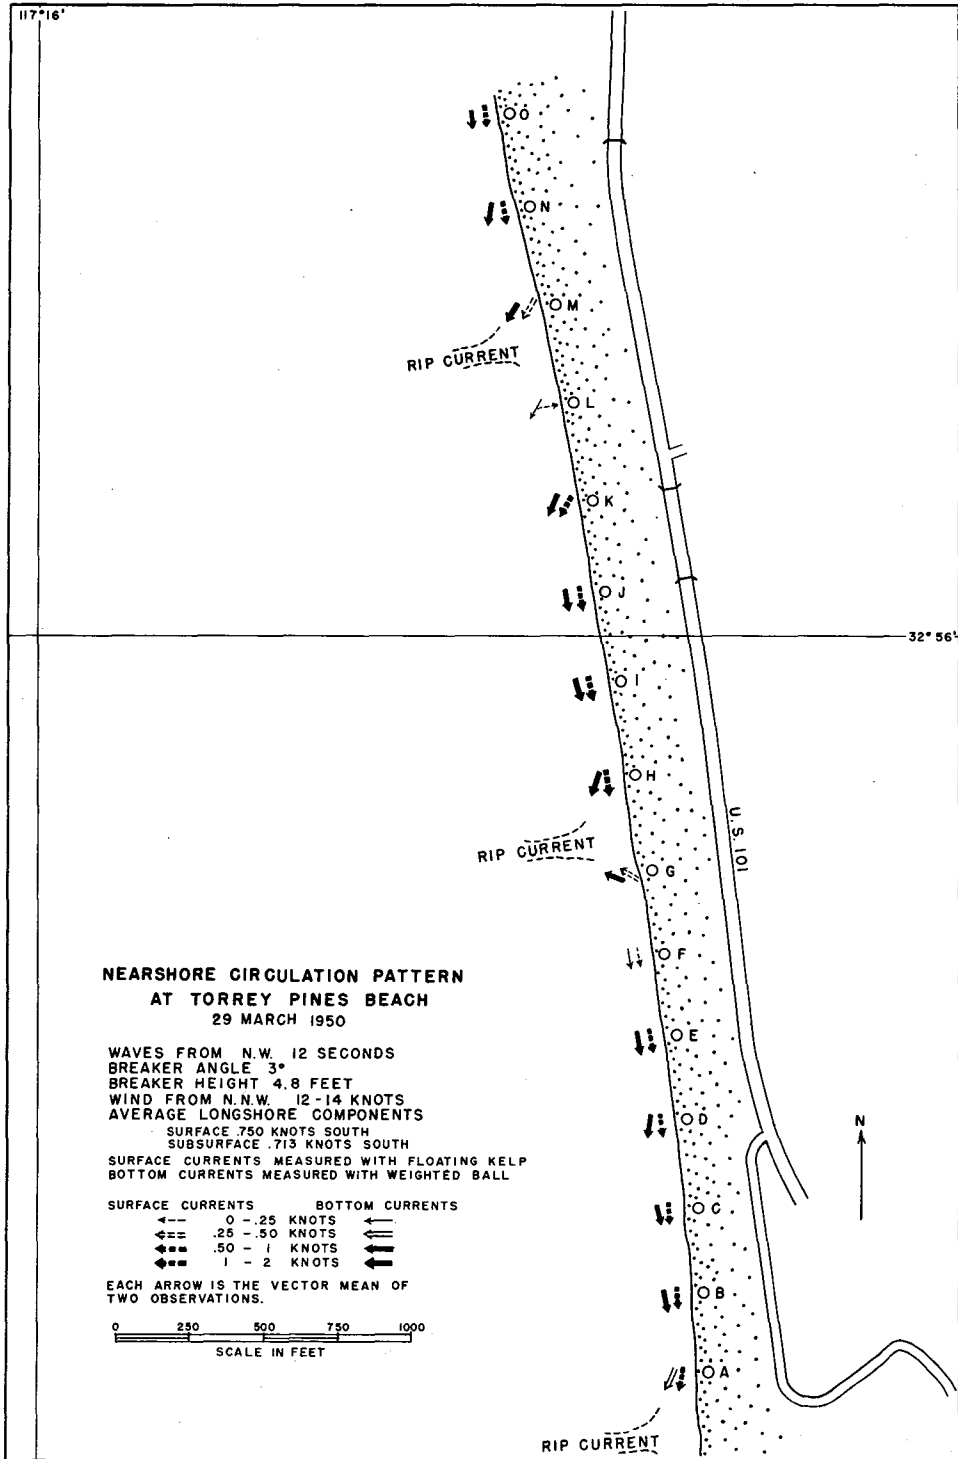 117°16'
O
N
M
RIP CURRENT
L
K
J
32°56'
I
H
U.S. 101
RIP CURRENT
G
F
NEARSHORE CIRCULATION PATTERN
AT TORREY PINES BEACH
29 MARCH 1950
E
WAVES FROM N.W. 12 SECONDS
BREAKER ANGLE 3°
BREAKER HEIGHT 4.8 FEET
WIND FROM N.N.W. 12-14 KNOTS
AVERAGE LONGSHORE COMPONENTS
SURFACE .750 KNOTS SOUTH
SUBSURFACE .713 KNOTS SOUTH
D
N
SURFACE CURRENTS MEASURED WITH FLOATING KELP
BOTTOM CURRENTS MEASURED WITH WEIGHTED BALL
C
SURFACE CURRENTS BOTTOM CURRENTS
0 - .25 KNOTS
.25 - .50 KNOTS
.50 - 1 KNOTS
1 - 2 KNOTS
B
EACH ARROW IS THE VECTOR MEAN OF
TWO OBSERVATIONS.
0 250 500 750 1000
SCALE IN FEET
A
RIP CURRENT